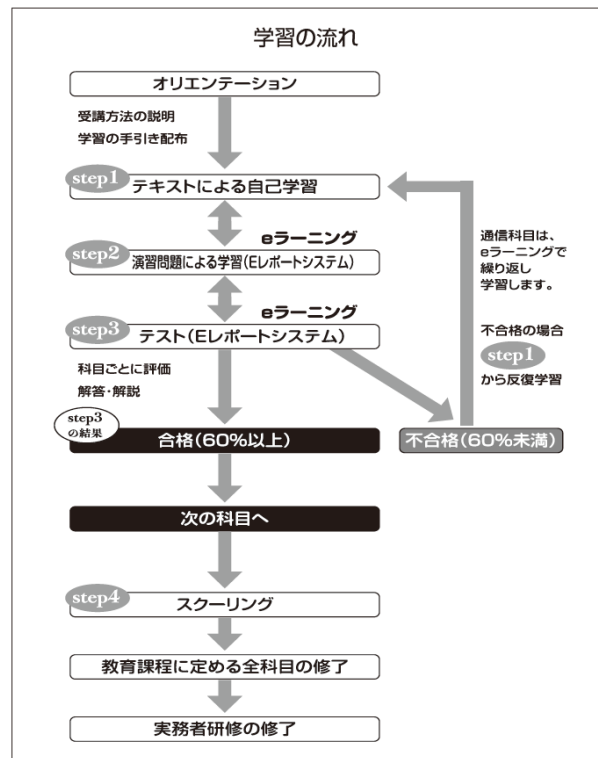 学習の流れ
オリエンテーション
受講方法の説明
学習の手引き配布
step1
テキストによる自己学習
eラーニング
step2
演習問題による学習(Eレポートシステム)
eラーニング
step3
テスト(Eレポートシステム)
通信科目は、
eラーニングで
繰り返し
学習します。
不合格の場合
step1
から反復学習
科目ごとに評価
解答・解説
step3
の結果
合格(60%以上)
不合格(60%未満)
次の科目へ
step4
スクーリング
教育課程に定める全科目の修了
実務者研修の修了